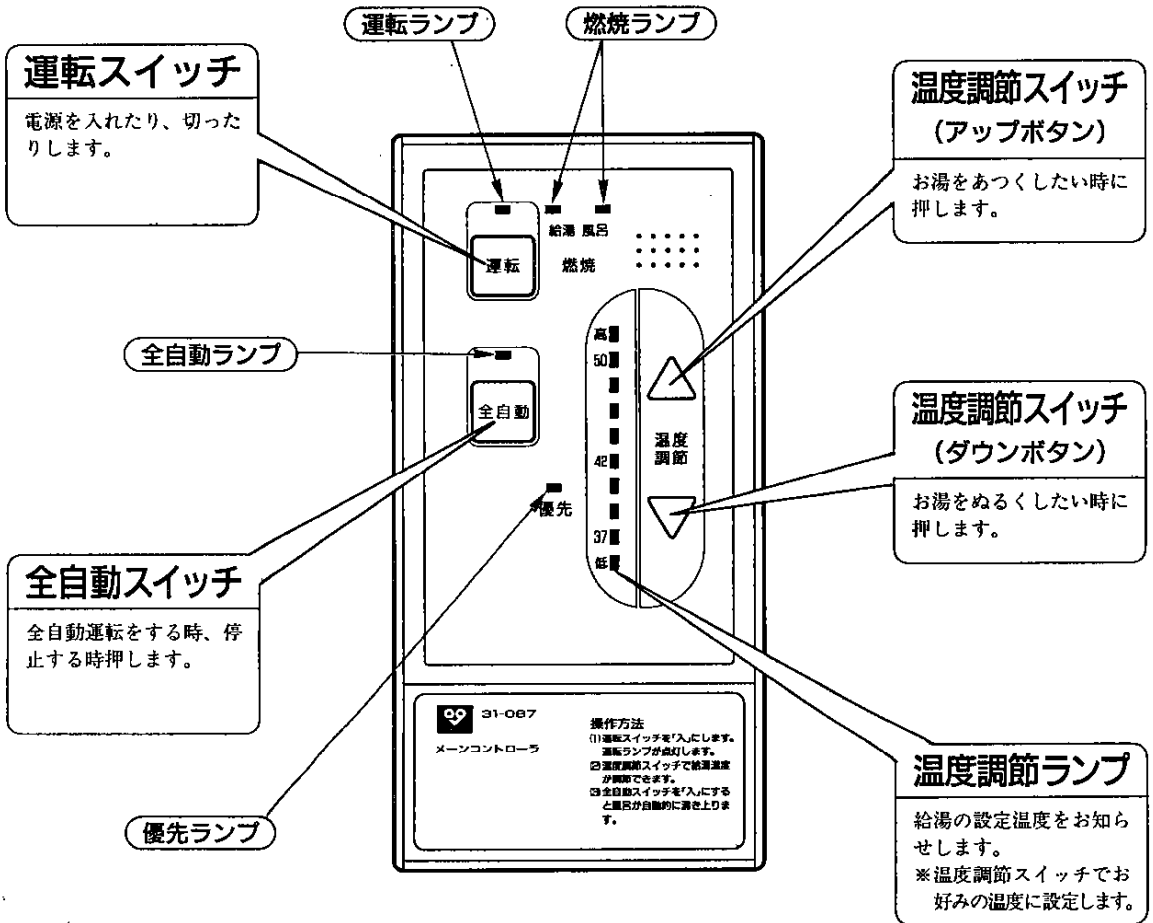 運転ランプ
燃焼ランプ
運転スイッチ
電源を入れたり、切った
りします。
温度調節スイッチ
(アップボタン)
お湯をあつくしたい時に
押します。
給湯 風呂
運転
燃焼
全自動ランプ
全自動
高
50
42
37
低
温度
調節
優先
温度調節スイッチ
(ダウンボタン)
お湯をぬるくしたい時に
押します。
全自動スイッチ
全自動運転をする時、停
止する時押します。
優先ランプ
31-087
メーンコントローラ
操作方法
(1)運転スイッチを「入」にします。
運転ランプが点灯します。
(2)温度調節スイッチで給湯温度
が調節できます。
(3)全自動スイッチを「入」にする
と風呂が自動的に沸き上りま
す。
温度調節ランプ
給湯の設定温度をお知ら
せします。
※温度調節スイッチでお
好みの温度に設定します。